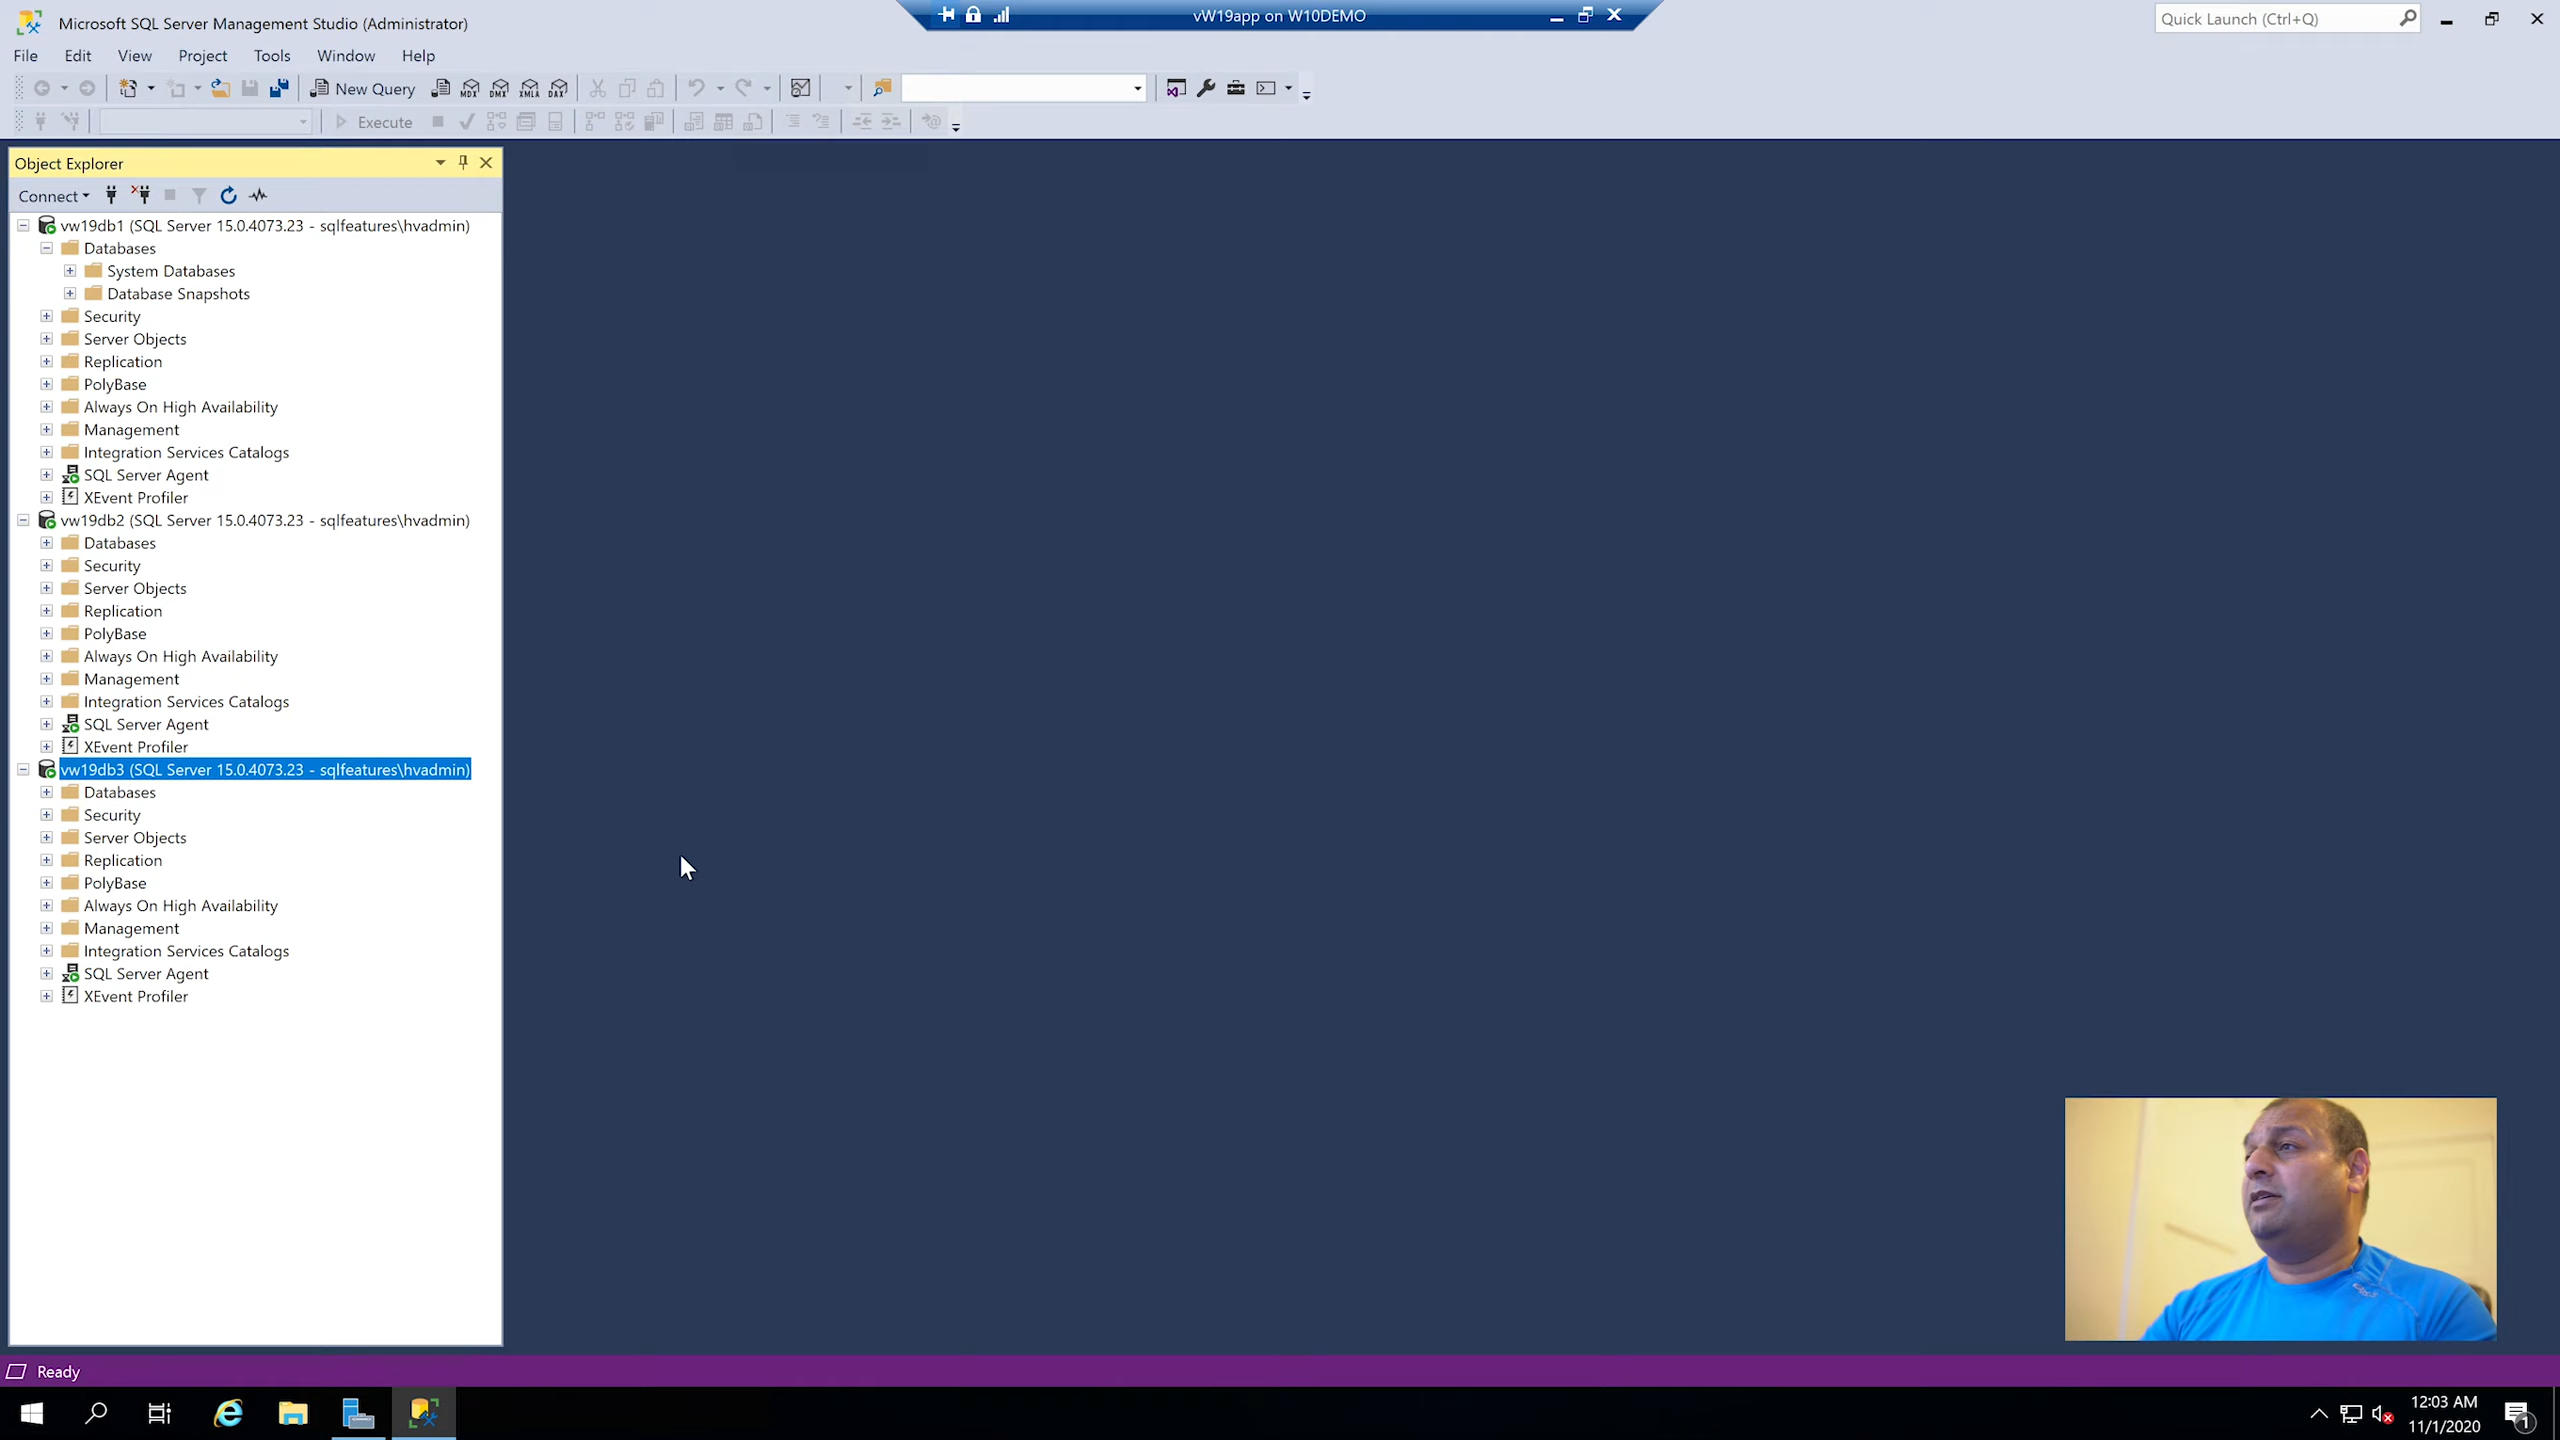 Microsoft SQL Server Management Studio (Administrator)
vW19app on W10DEMO
Quick Launch (Ctrl+Q)
File Edit View Project Tools Window Help
New Query MDX DMX XMLA DAX
Execute
Object Explorer
Connect
vw19db1 (SQL Server 15.0.4073.23 - sqlfeatures\hvadmin)
Databases
System Databases
Database Snapshots
Security
Server Objects
Replication
PolyBase
Always On High Availability
Management
Integration Services Catalogs
SQL Server Agent
XEvent Profiler
vw19db2 (SQL Server 15.0.4073.23 - sqlfeatures\hvadmin)
Databases
Security
Server Objects
Replication
PolyBase
Always On High Availability
Management
Integration Services Catalogs
SQL Server Agent
XEvent Profiler
vw19db3 (SQL Server 15.0.4073.23 - sqlfeatures\hvadmin)
Databases
Security
Server Objects
Replication
PolyBase
Always On High Availability
Management
Integration Services Catalogs
SQL Server Agent
XEvent Profiler
Ready
12:03 AM
11/1/2020
1